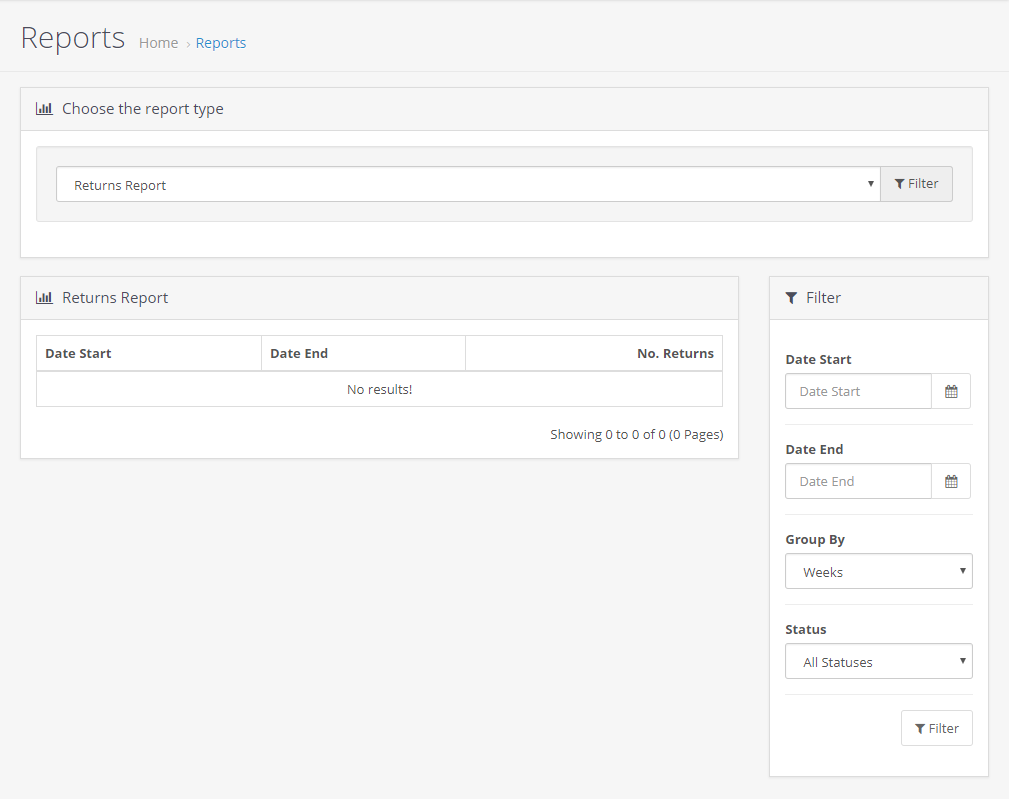 Reports Home › Reports
Choose the report type
Returns Report Filter
Returns Report
Date Start Date End No. Returns
No results!
Showing 0 to 0 of 0 (0 Pages)
Filter
Date Start
Date Start
Date End
Date End
Group By
Weeks
Status
All Statuses
Filter